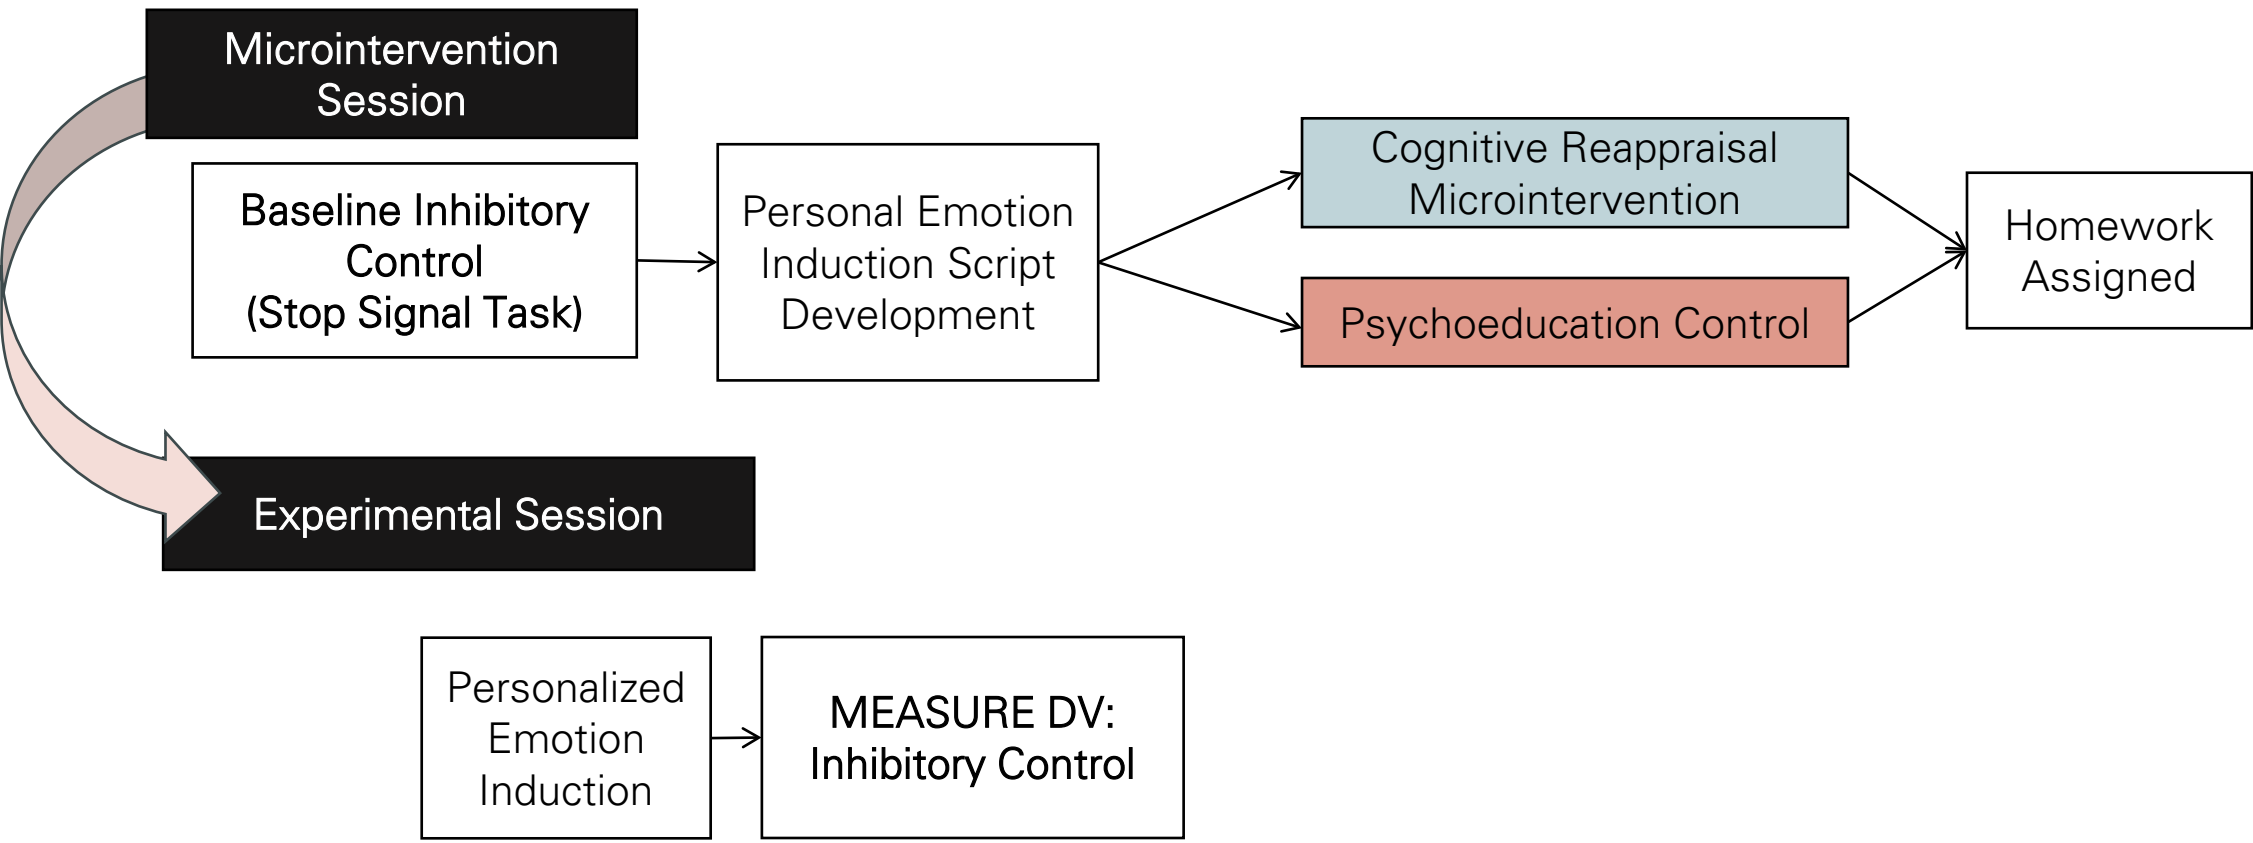 Microintervention
Session
Baseline Inhibitory
Control
(Stop Signal Task)
Personal Emotion
Induction Script
Development
Cognitive Reappraisal
Microintervention
Psychoeducation Control
Homework
Assigned
Experimental Session
Personalized
Emotion
Induction
MEASURE DV:
Inhibitory Control